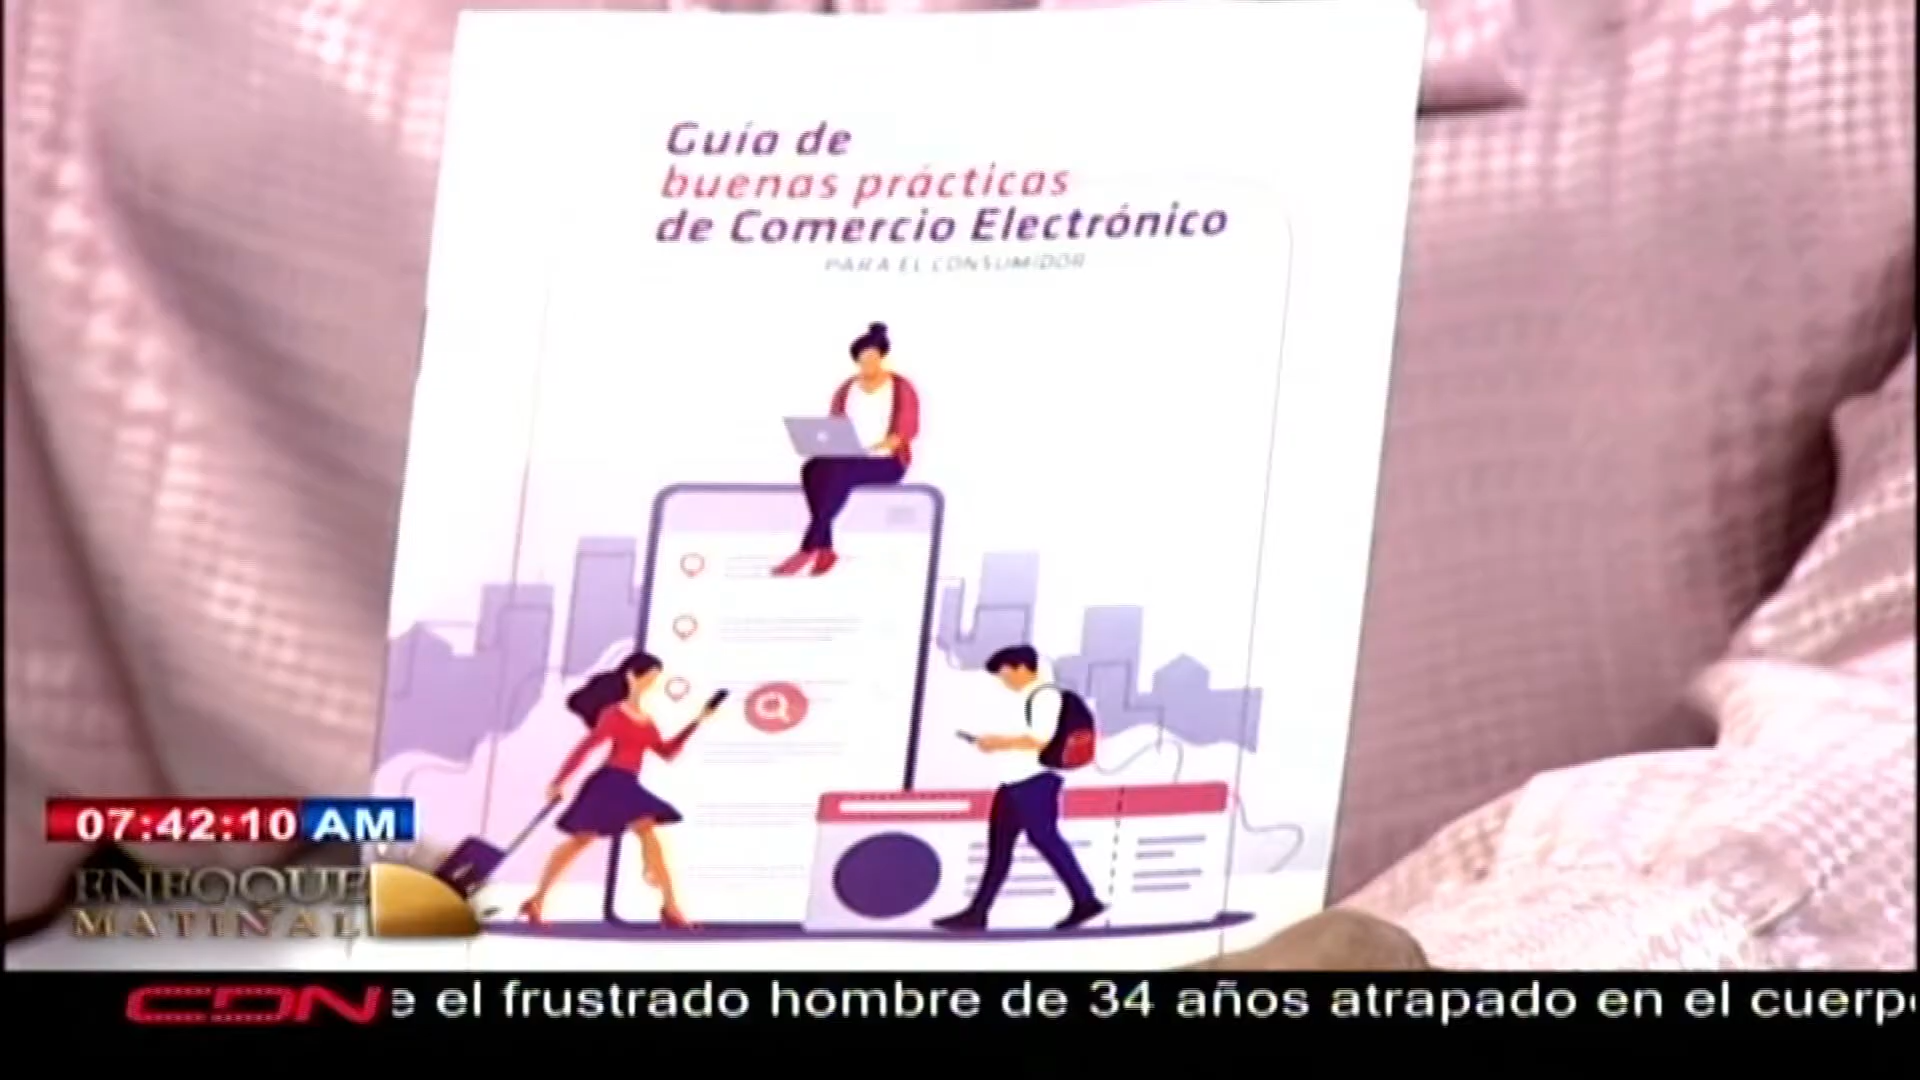 Guía de
buenas prácticas
de Comercio Electrónico
PARA EL CONSUMIDOR
07:42:10 AM
ENFOQUE
MATINAL
CDN e el frustrado hombre de 34 años atrapado en el cuerp